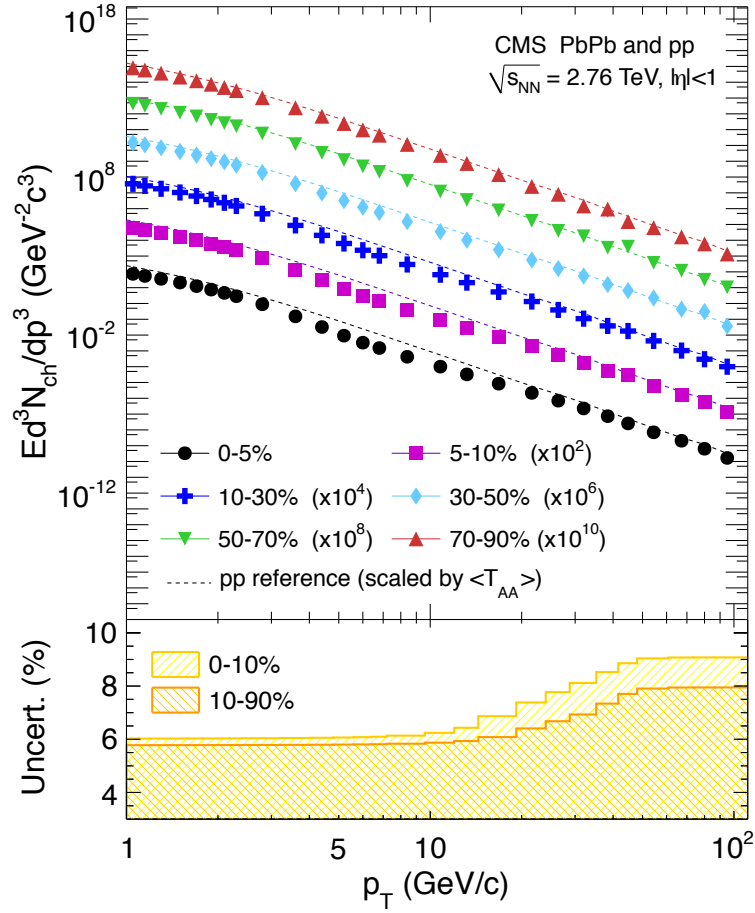 10^18
CMS PbPb and pp
√s_NN = 2.76 TeV, |η|<1
10^8
10^-2
10^-12
Ed^3N_ch/dp^3 (GeV^-2c^3)
0-5%
5-10% (x10^2)
10-30% (x10^4)
30-50% (x10^6)
50-70% (x10^8)
70-90% (x10^10)
pp reference (scaled by <T_AA>)
10
8
6
4
Uncert. (%)
0-10%
10-90%
1 5 10 10^2
p_T (GeV/c)